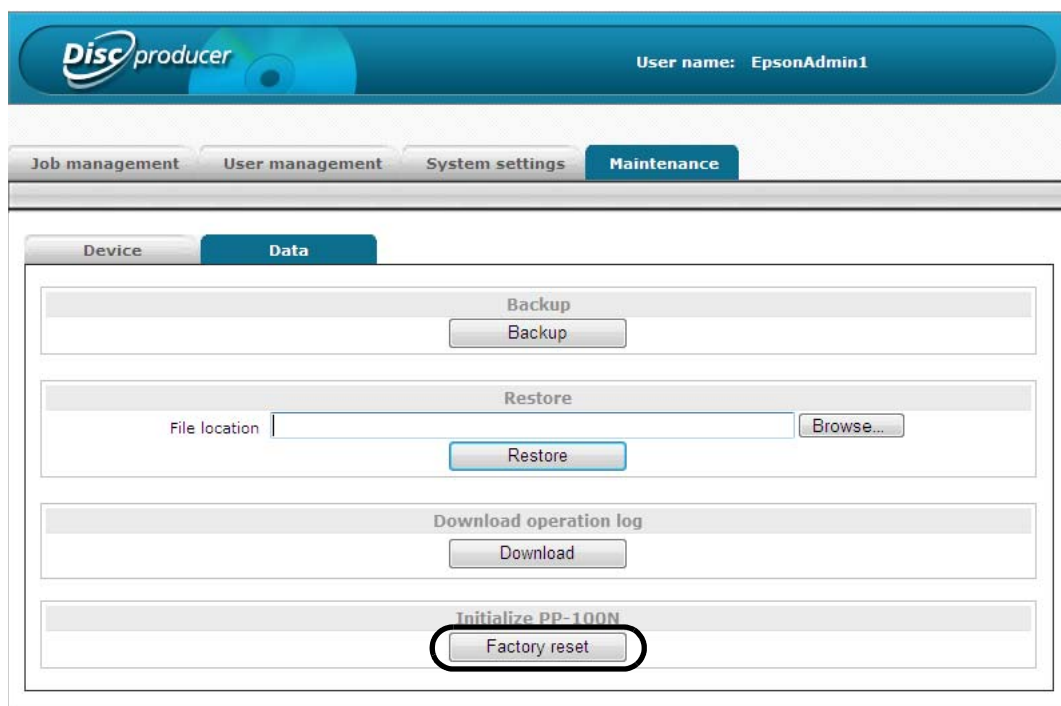 Disc producer
User name: EpsonAdmin1
Job management User management System settings Maintenance
Device Data
Backup
Backup
Restore
File location Browse...
Restore
Download operation log
Download
Initialize PP-100N
Factory reset